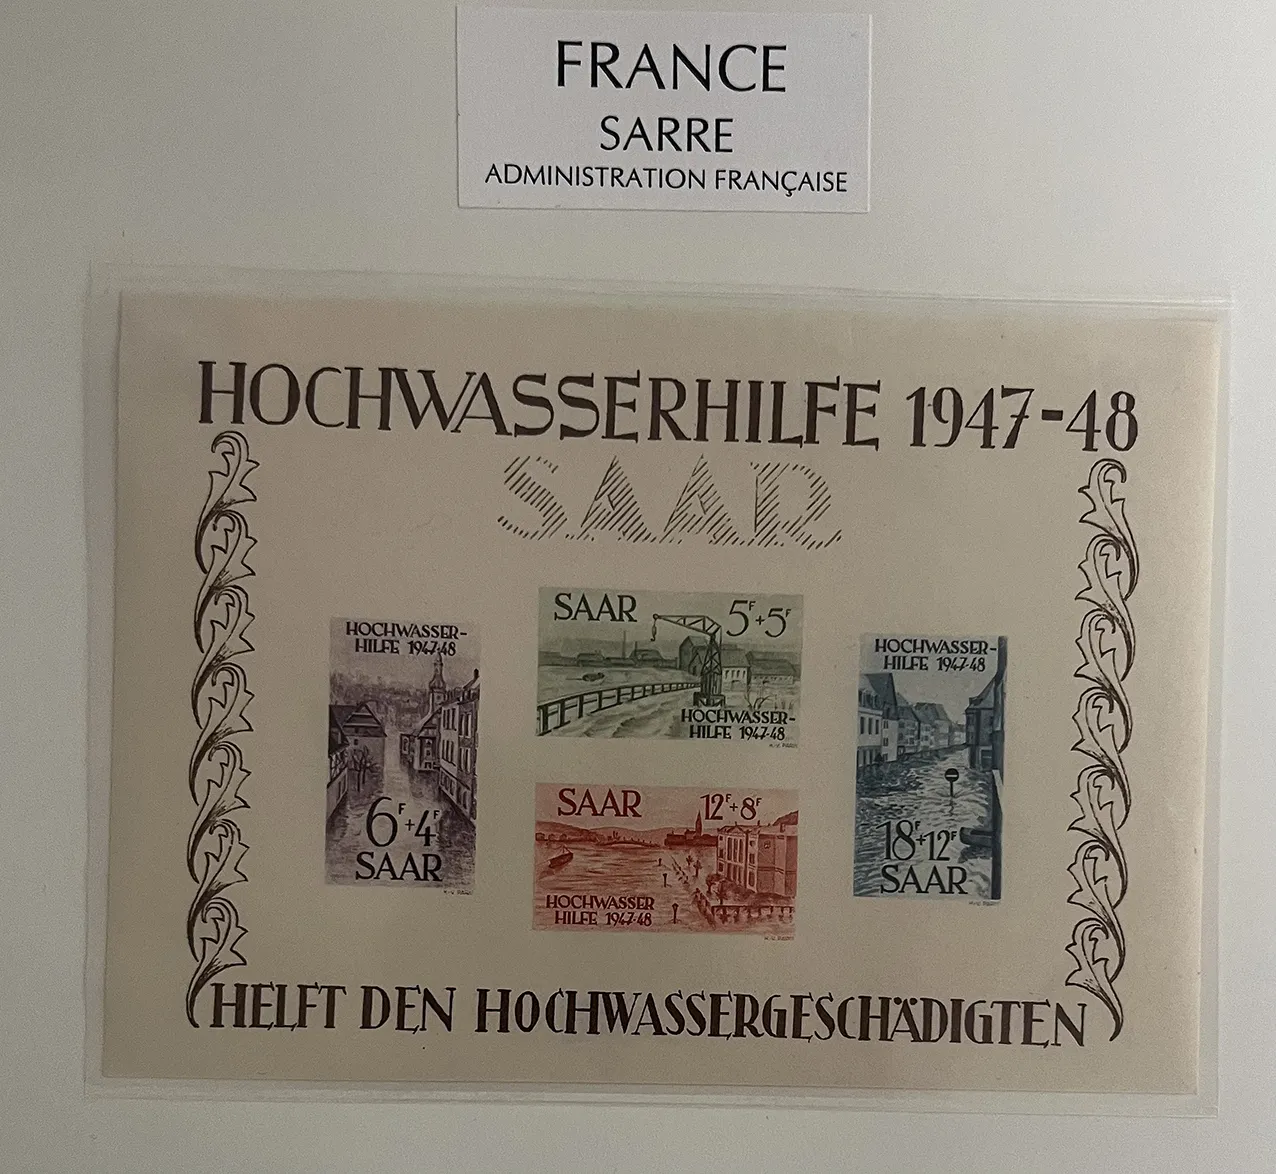 FRANCE
SARRE
ADMINISTRATION FRANÇAISE
HOCHWASSERHILFE 1947-48
SAAR
HOCHWASSER-
HILFE 1947-48
6F+4F
SAAR
SAAR 5F+5F
HOCHWASSER-
HILFE 1947-48
SAAR 12F+8F
HOCHWASSER
HILFE 1947-48
HOCHWASSER-
HILFE 1947-48
18F+12F
SAAR
HELFT DEN HOCHWASSERGESCHÄDIGTEN